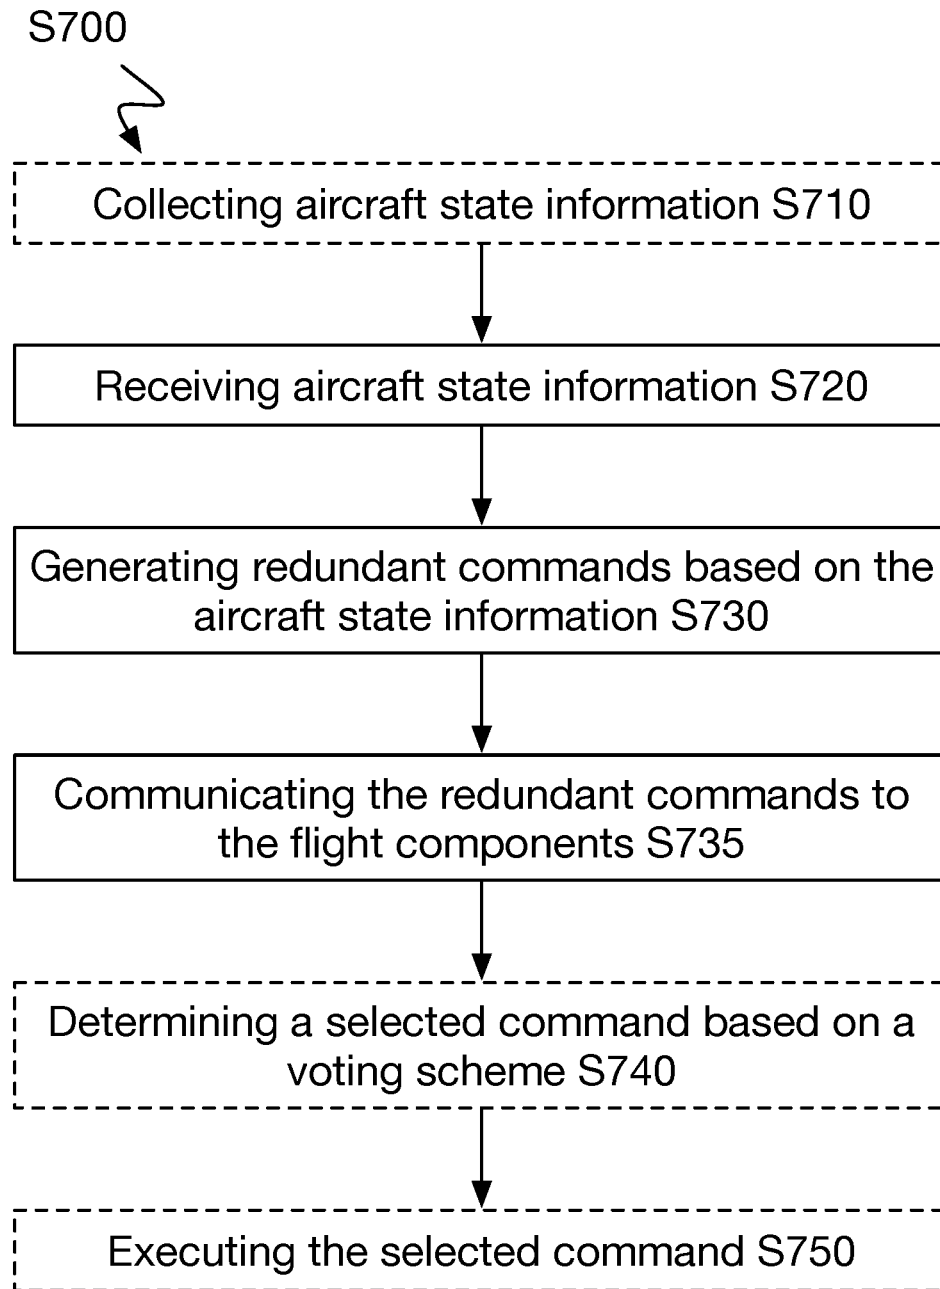 S700
Collecting aircraft state information S710
Receiving aircraft state information S720
Generating redundant commands based on the
aircraft state information S730
Communicating the redundant commands to
the flight components S735
Determining a selected command based on a
voting scheme S740
Executing the selected command S750